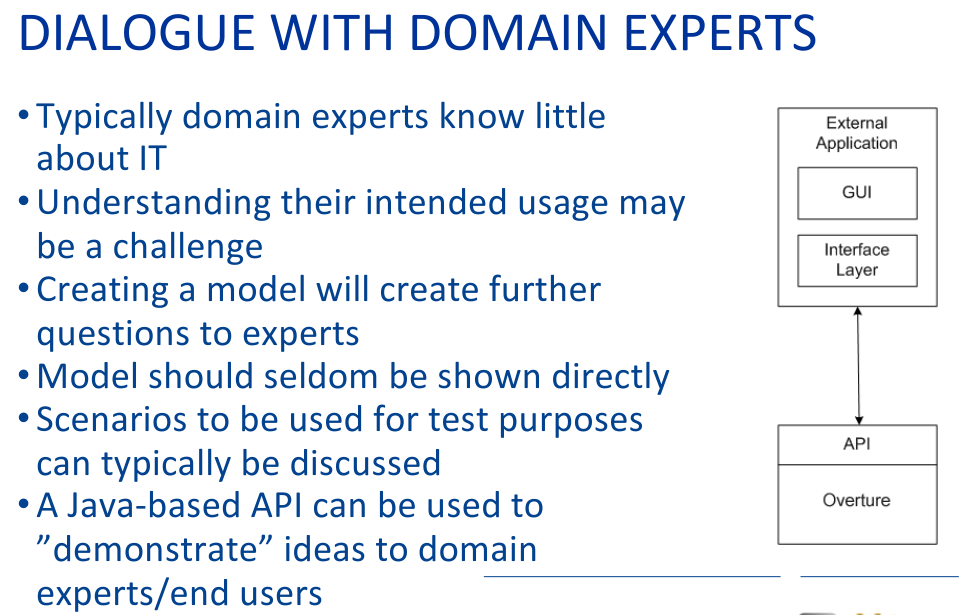 DIALOGUE WITH DOMAIN EXPERTS
• Typically domain experts know little
about IT
• Understanding their intended usage may
be a challenge
• Creating a model will create further
questions to experts
• Model should seldom be shown directly
• Scenarios to be used for test purposes
can typically be discussed
• A Java-based API can be used to
”demonstrate” ideas to domain
experts/end users
External
Application
GUI
Interface
Layer
API
Overture